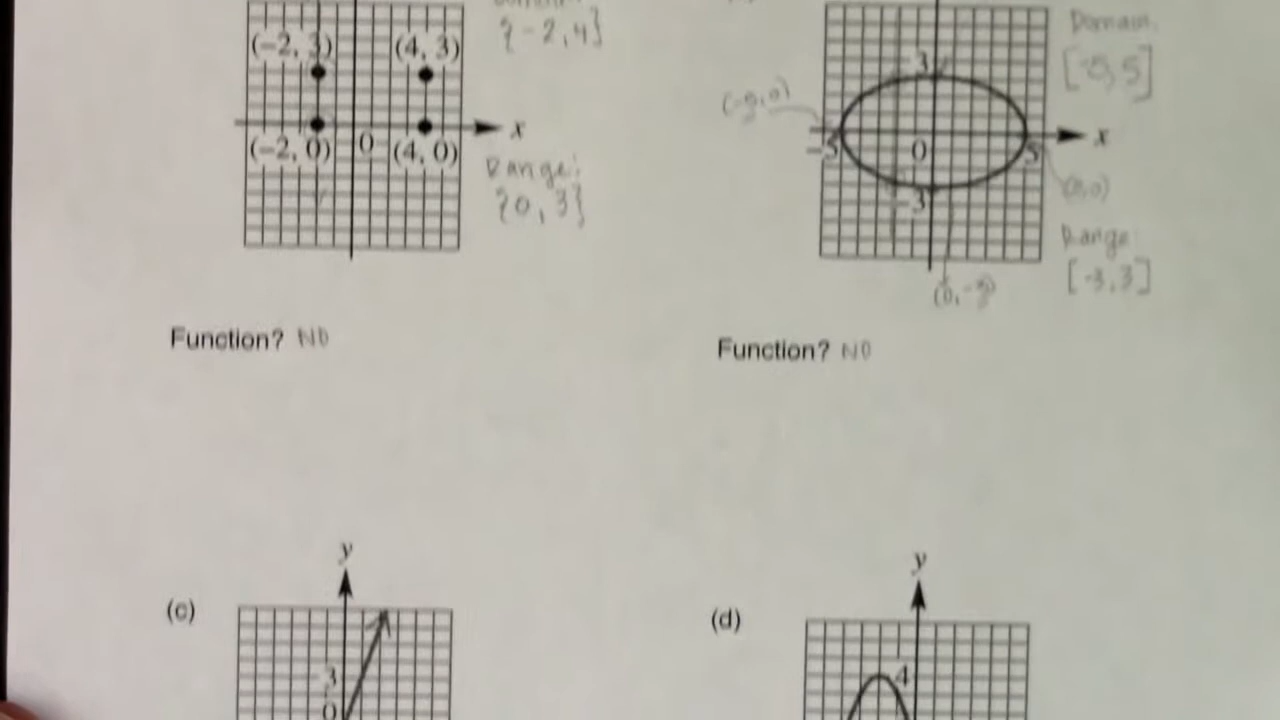 {-2,4}
(−2, 3)
(4, 3)
x
(−2, 0)
0
(4, 0)
Range:
{0, 3}
Function? NO
Domain:
[-5,5]
3
(-5,0)
x
−5
0
5
−3
Range:
[-3,3]
Function? NO
y
(c)
3
0
y
(d)
4